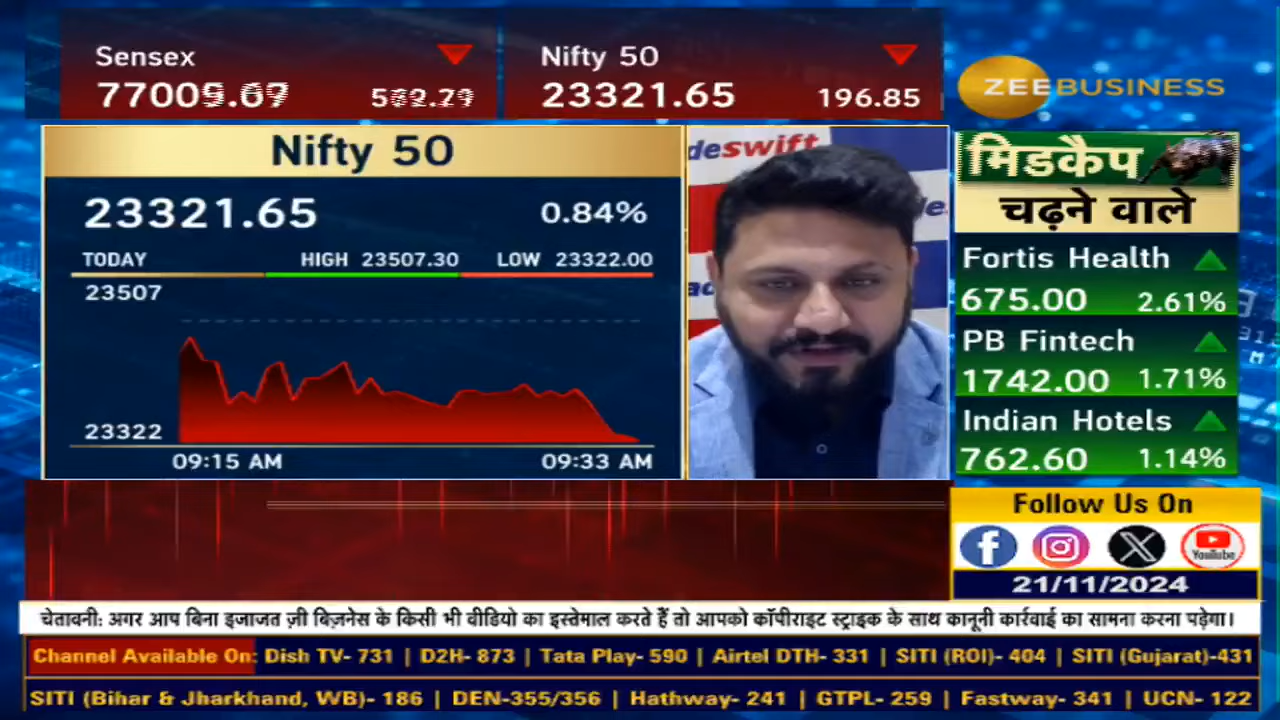 Sensex
77009.69
Nifty 50
23321.65 196.85
ZEE BUSINESS
Nifty 50
23321.65 0.84%
TODAY HIGH 23507.30 LOW 23322.00
23507
23322
09:15 AM 09:33 AM
deswift
मिडकैप
चढ़ने वाले
Fortis Health
675.00 2.61%
PB Fintech
1742.00 1.71%
Indian Hotels
762.60 1.14%
Follow Us On
YouTube
21/11/2024
चेतावनी: अगर आप बिना इजाजत ज़ी बिज़नेस के किसी भी वीडियो का इस्तेमाल करते हैं तो आपको कॉपीराइट स्ट्राइक के साथ कानूनी कार्रवाई का सामना करना पड़ेगा।
Channel Available On: Dish TV- 731 | D2H- 873 | Tata Play- 590 | Airtel DTH- 331 | SITI (ROI)- 404 | SITI (Gujarat)-431
SITI (Bihar & Jharkhand, WB)- 186 | DEN-355/356 | Hathway- 241 | GTPL- 259 | Fastway- 341 | UCN- 122